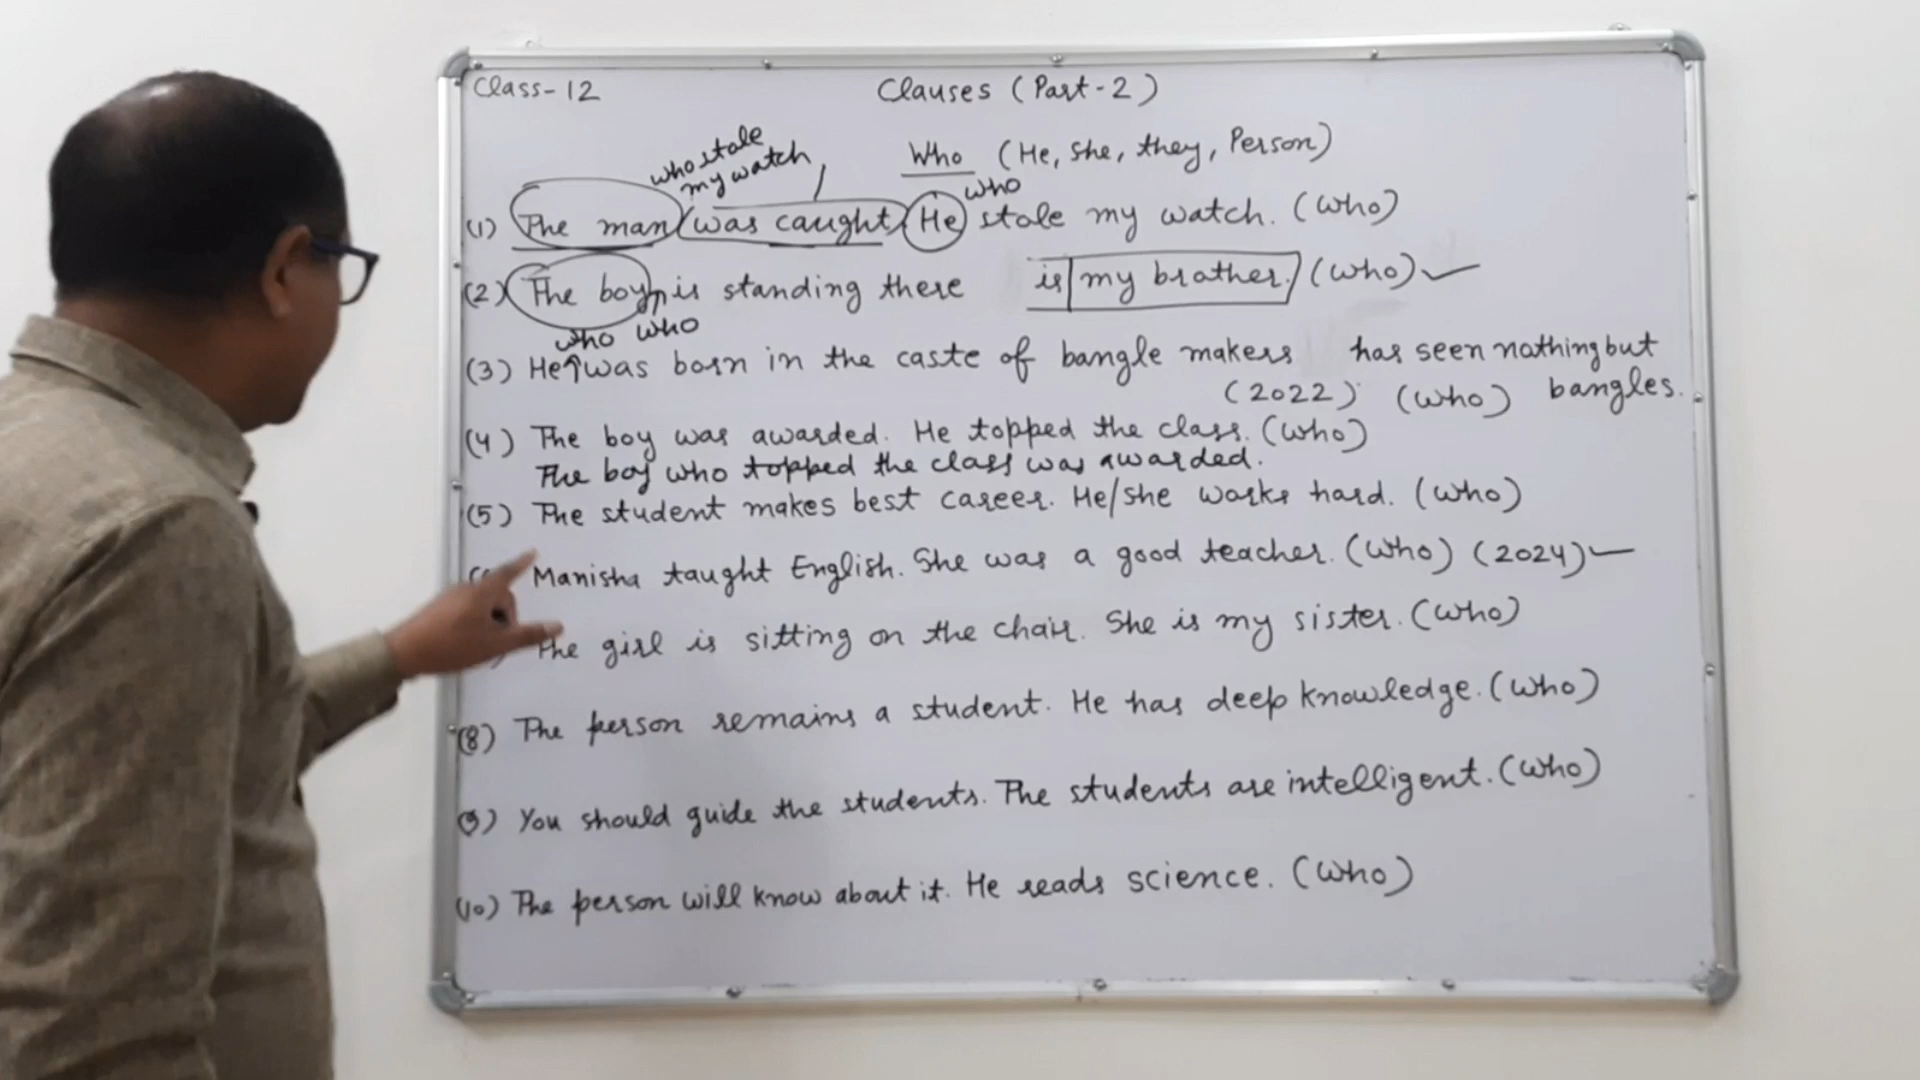 Class-12
Clauses (Part-2)
Who (He, She, they, Person)
who stole
my watch
who
(1) The man was caught He stole my watch. (who)
(2) The boy is standing there is my brother. (who)
who who
(3) He was born in the caste of bangle makers has seen nothing but
(2022) (who) bangles.
(4) The boy was awarded. He topped the class. (who)
The boy who topped the class was awarded.
(5) The student makes best career. He/she works hard. (who)
Manisha taught English. She was a good teacher. (who) (2024)
The girl is sitting on the chair. She is my sister. (who)
(8) The person remains a student. He has deep knowledge. (who)
(9) You should guide the students. The students are intelligent. (who)
(10) The person will know about it. He reads science. (who)